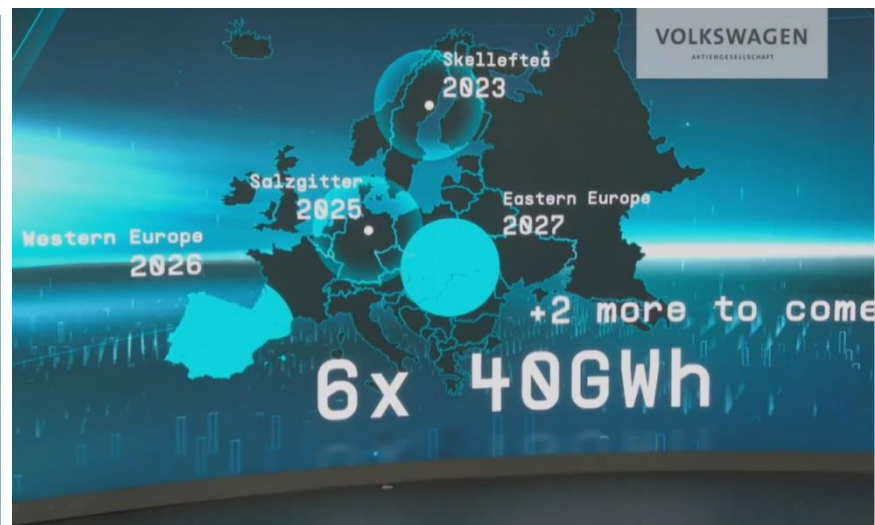 VOLKSWAGEN
AKTIENGESELLSCHAFT
Skellefteå
2023
Salzgitter
2025
Eastern Europe
2027
Western Europe
2026
+2 more to come
6x 40GWh